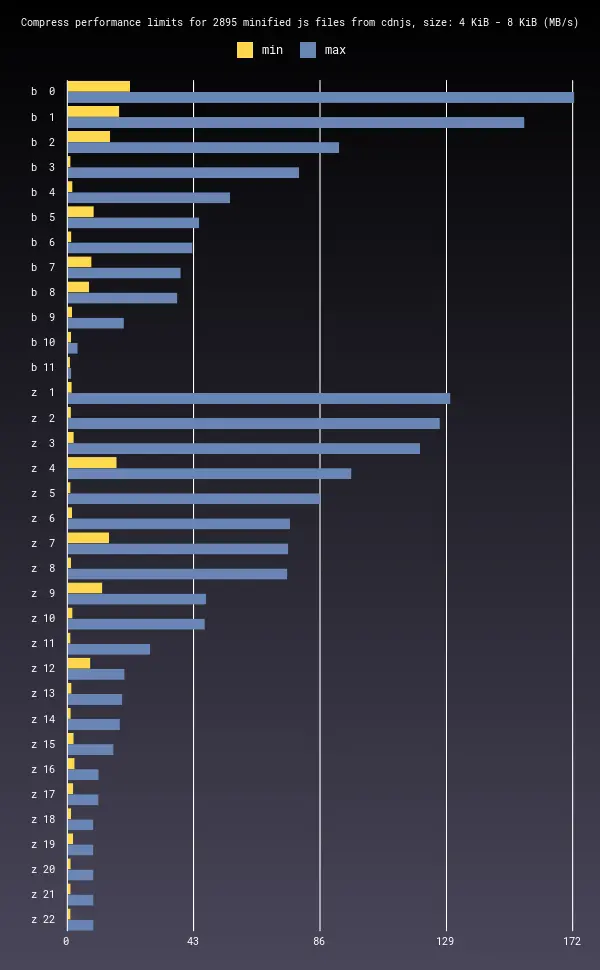 Compress performance limits for 2895 minified js files from cdnjs, size: 4 KiB - 8 KiB (MB/s)
min max
b 0
b 1
b 2
b 3
b 4
b 5
b 6
b 7
b 8
b 9
b 10
b 11
z 1
z 2
z 3
z 4
z 5
z 6
z 7
z 8
z 9
z 10
z 11
z 12
z 13
z 14
z 15
z 16
z 17
z 18
z 19
z 20
z 21
z 22
0 43 86 129 172